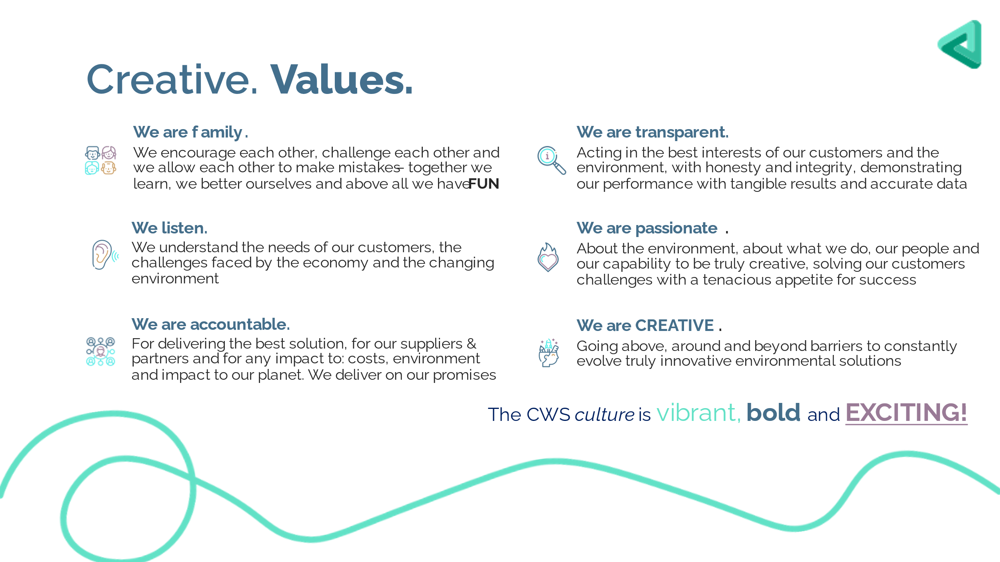 Creative. Values.
We are family.
We encourage each other, challenge each other and
we allow each other to make mistakes – together we
learn, we better ourselves and above all we have FUN
We listen.
We understand the needs of our customers, the
challenges faced by the economy and the changing
environment
We are accountable.
For delivering the best solution, for our suppliers &
partners and for any impact to: costs, environment
and impact to our planet. We deliver on our promises
We are transparent.
Acting in the best interests of our customers and the
environment, with honesty and integrity, demonstrating
our performance with tangible results and accurate data
We are passionate.
About the environment, about what we do, our people and
our capability to be truly creative, solving our customers
challenges with a tenacious appetite for success
We are CREATIVE.
Going above, around and beyond barriers to constantly
evolve truly innovative environmental solutions
The CWS culture is vibrant, bold and EXCITING!